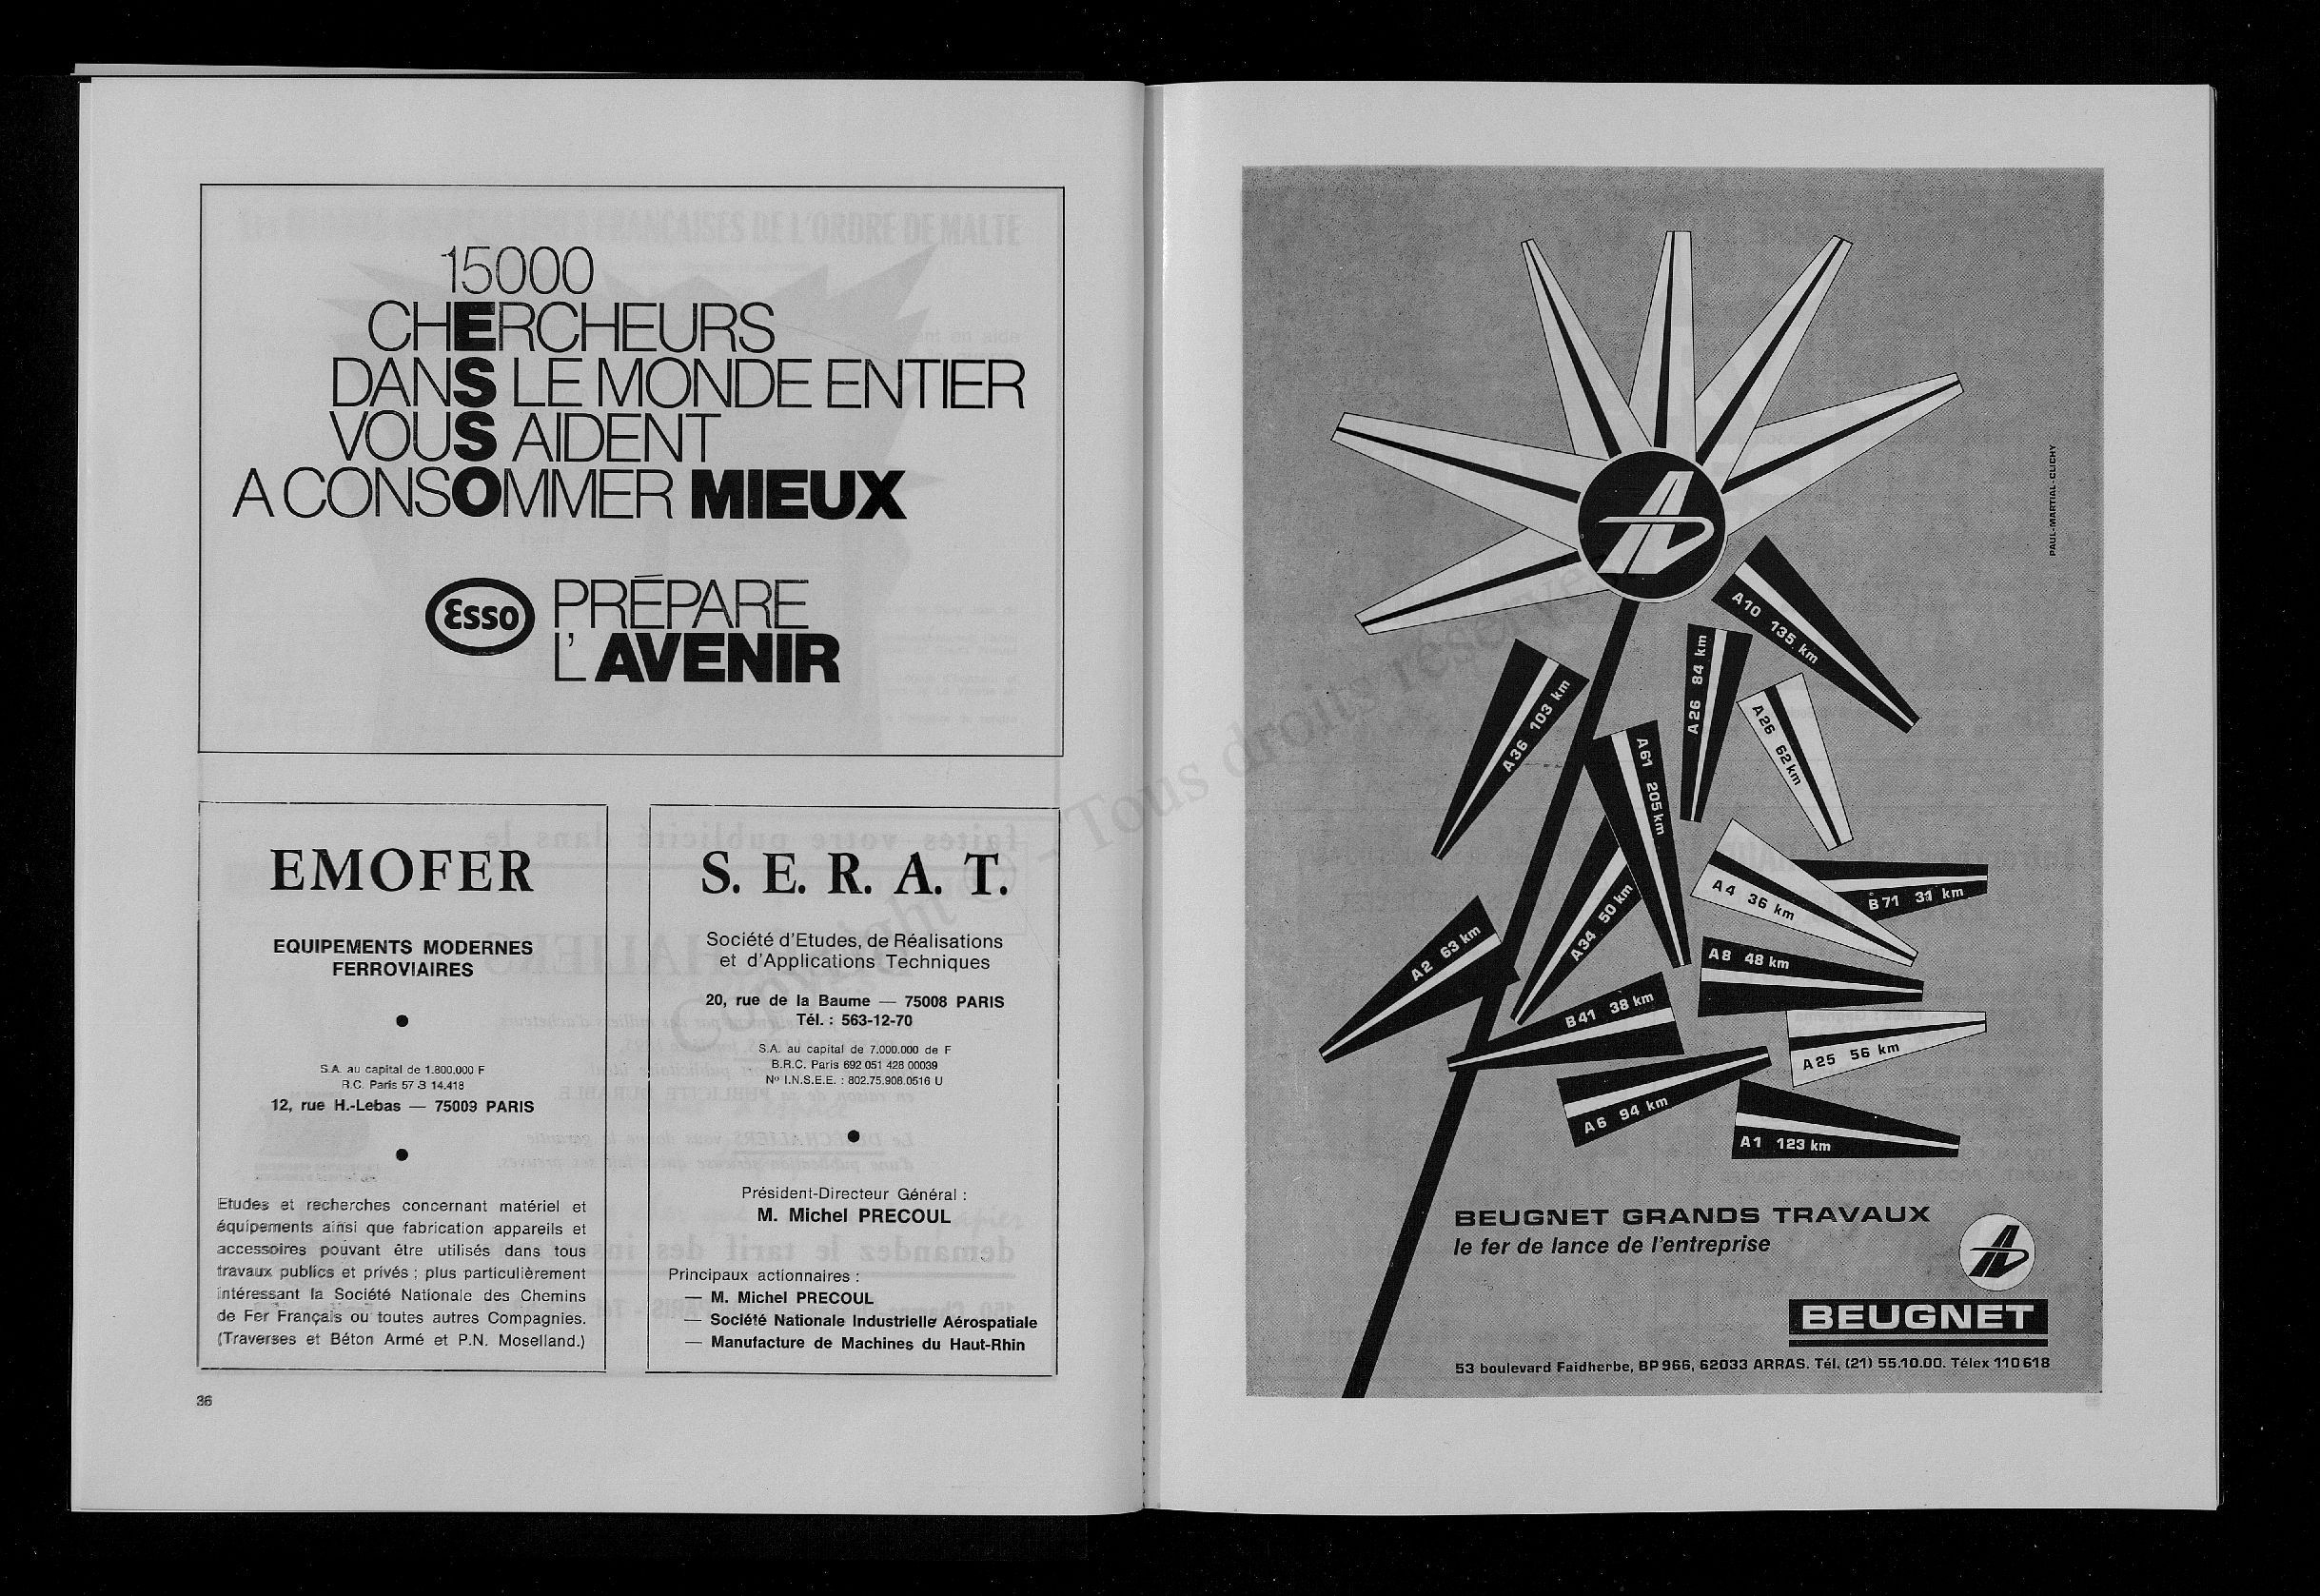 15000
CHERCHEURS
DANS LE MONDE ENTIER
VOUS AIDENT
A CONSOMMER MIEUX
Esso
PRÉPARE
L'AVENIR
EMOFER
EQUIPEMENTS MODERNES
FERROVIAIRES
S.A. au capital de 1.800.000 F
R.C. Paris 57 B 14.418
12, rue H.-Lebas — 75009 PARIS
Etudes et recherches concernant matériel et
équipements ainsi que fabrication appareils et
accessoires pouvant être utilisés dans tous
travaux publics et privés ; plus particulièrement
intéressant la Société Nationale des Chemins
de Fer Français ou toutes autres Compagnies.
(Traverses et Béton Armé et P.N. Moselland.)
S. E. R. A. T.
Société d'Etudes, de Réalisations
et d'Applications Techniques
20, rue de la Baume — 75008 PARIS
Tél. : 563-12-70
S.A. au capital de 7.000.000 de F
B.R.C. Paris 692 051 428 00039
No I.N.S.E.E. : 802.75.908.0516 U
Président-Directeur Général :
M. Michel PRECOUL
Principaux actionnaires :
— M. Michel PRECOUL
— Société Nationale Industrielle Aérospatiale
— Manufacture de Machines du Haut-Rhin
36
PAUL-MARTIAL-CLICHY
A10 135 km
A26 84 km
A36 103 km
A26 62 km
A61 205 km
A4 36 km
B71 31 km
A34 50 km
A2 63 km
A8 48 km
B41 38 km
A25 56 km
A6 94 km
A1 123 km
BEUGNET GRANDS TRAVAUX
le fer de lance de l'entreprise
BEUGNET
53 boulevard Faidherbe, BP 966, 62033 ARRAS. Tél. (21) 55.10.00. Télex 110 618
Copyright © - Tous droits réservés